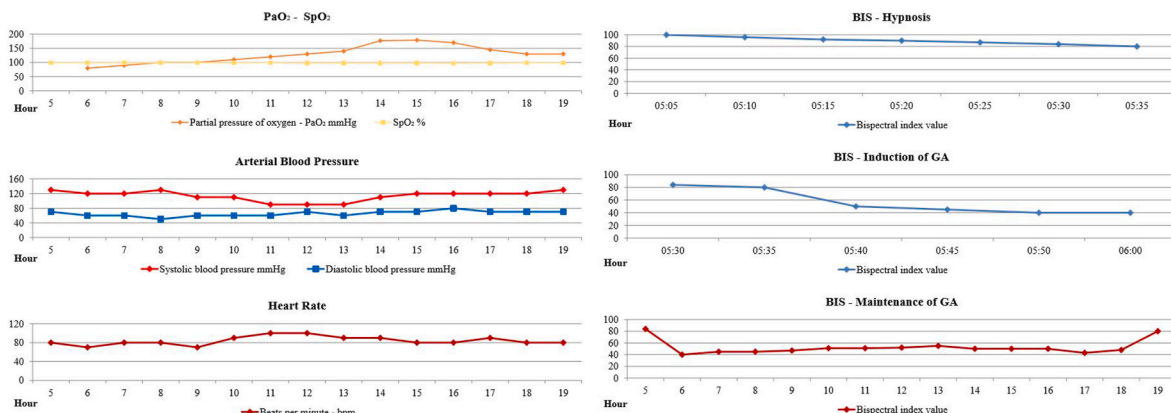 PaO₂ - SpO₂
200
150
100
50
0
Hour
5 6 7 8 9 10 11 12 13 14 15 16 17 18 19
Partial pressure of oxygen - PaO₂ mmHg SpO₂ %
Arterial Blood Pressure
160
120
80
40
0
Hour
5 6 7 8 9 10 11 12 13 14 15 16 17 18 19
Systolic blood pressure mmHg Diastolic blood pressure mmHg
Heart Rate
120
80
40
0
Hour
5 6 7 8 9 10 11 12 13 14 15 16 17 18 19
Beats per minute - bpm
BIS - Hypnosis
100
80
60
40
20
0
Hour
05:05 05:10 05:15 05:20 05:25 05:30 05:35
Bispectral index value
BIS - Induction of GA
100
80
60
40
20
0
Hour
05:30 05:35 05:40 05:45 05:50 06:00
Bispectral index value
BIS - Maintenance of GA
100
80
60
40
20
0
Hour
5 6 7 8 9 10 11 12 13 14 15 16 17 18 19
Bispectral index value